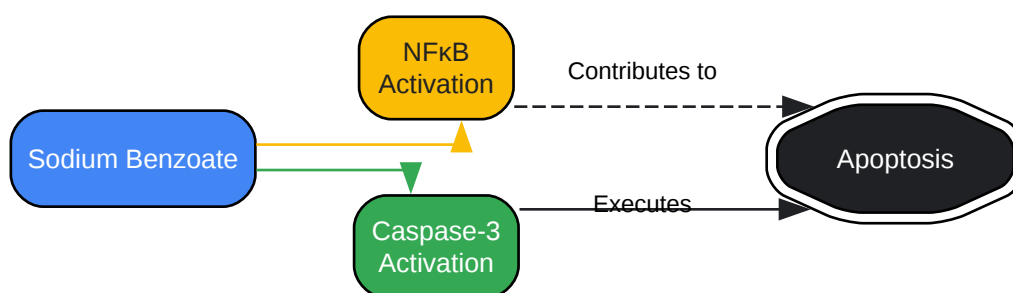 NFκB
Activation
Contributes to
Sodium Benzoate
Apoptosis
Executes
Caspase-3
Activation